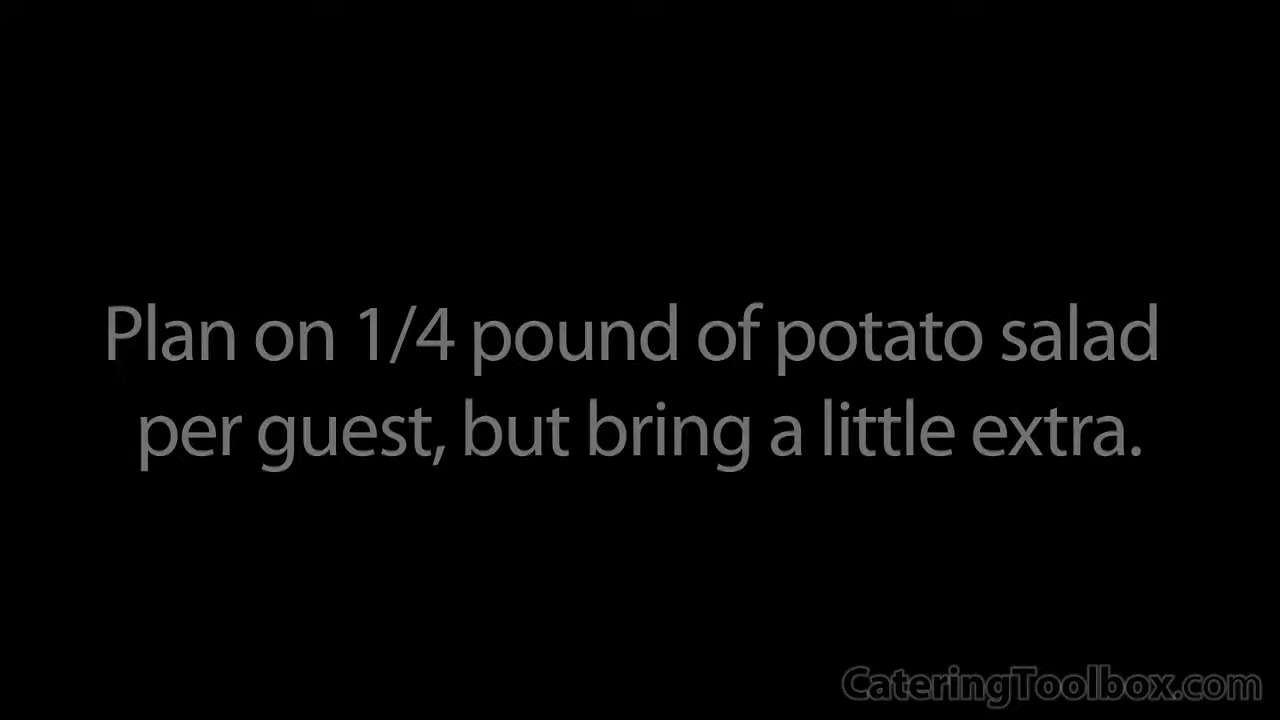 Plan on 1/4 pound of potato salad
per guest, but bring a little extra.
CateringToolbox.com